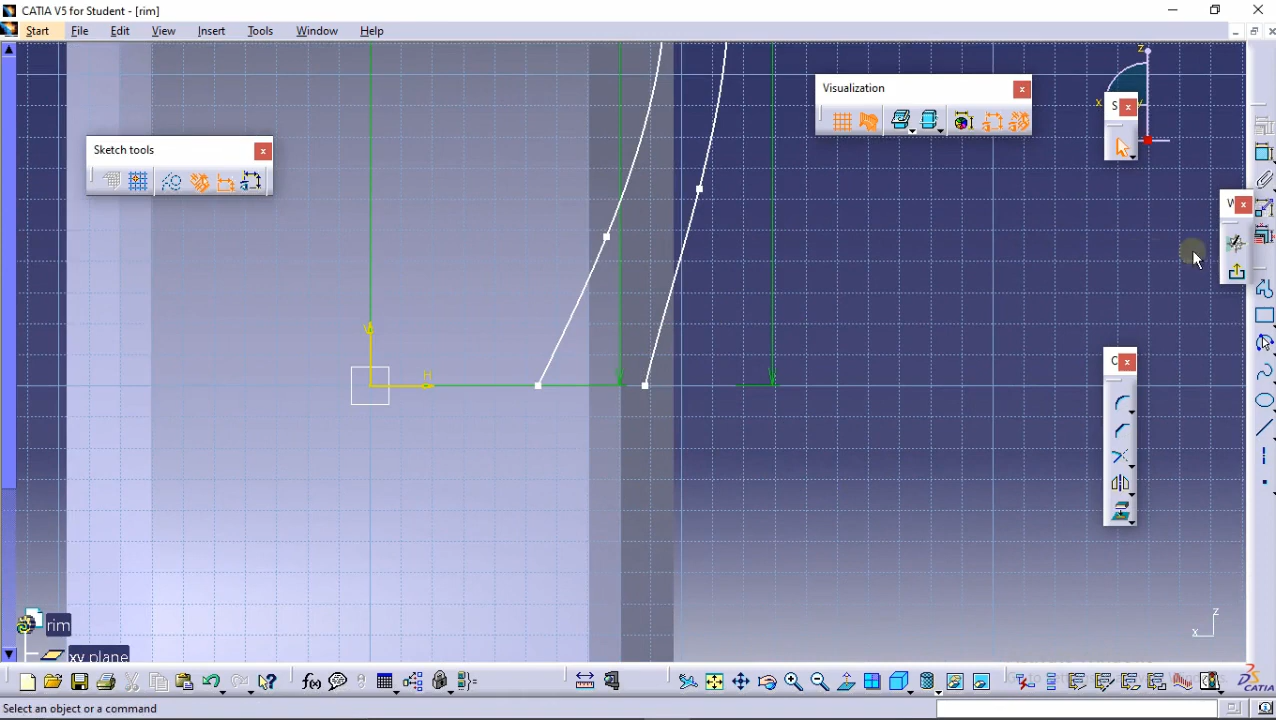 CATIA V5 for Student - [rim]
Start File Edit View Insert Tools Window Help
Visualization
S
Sketch tools
W
V
H
C
z
x
y
rim
xy plane
z
x
f(x)
CATIA
Select an object or a command